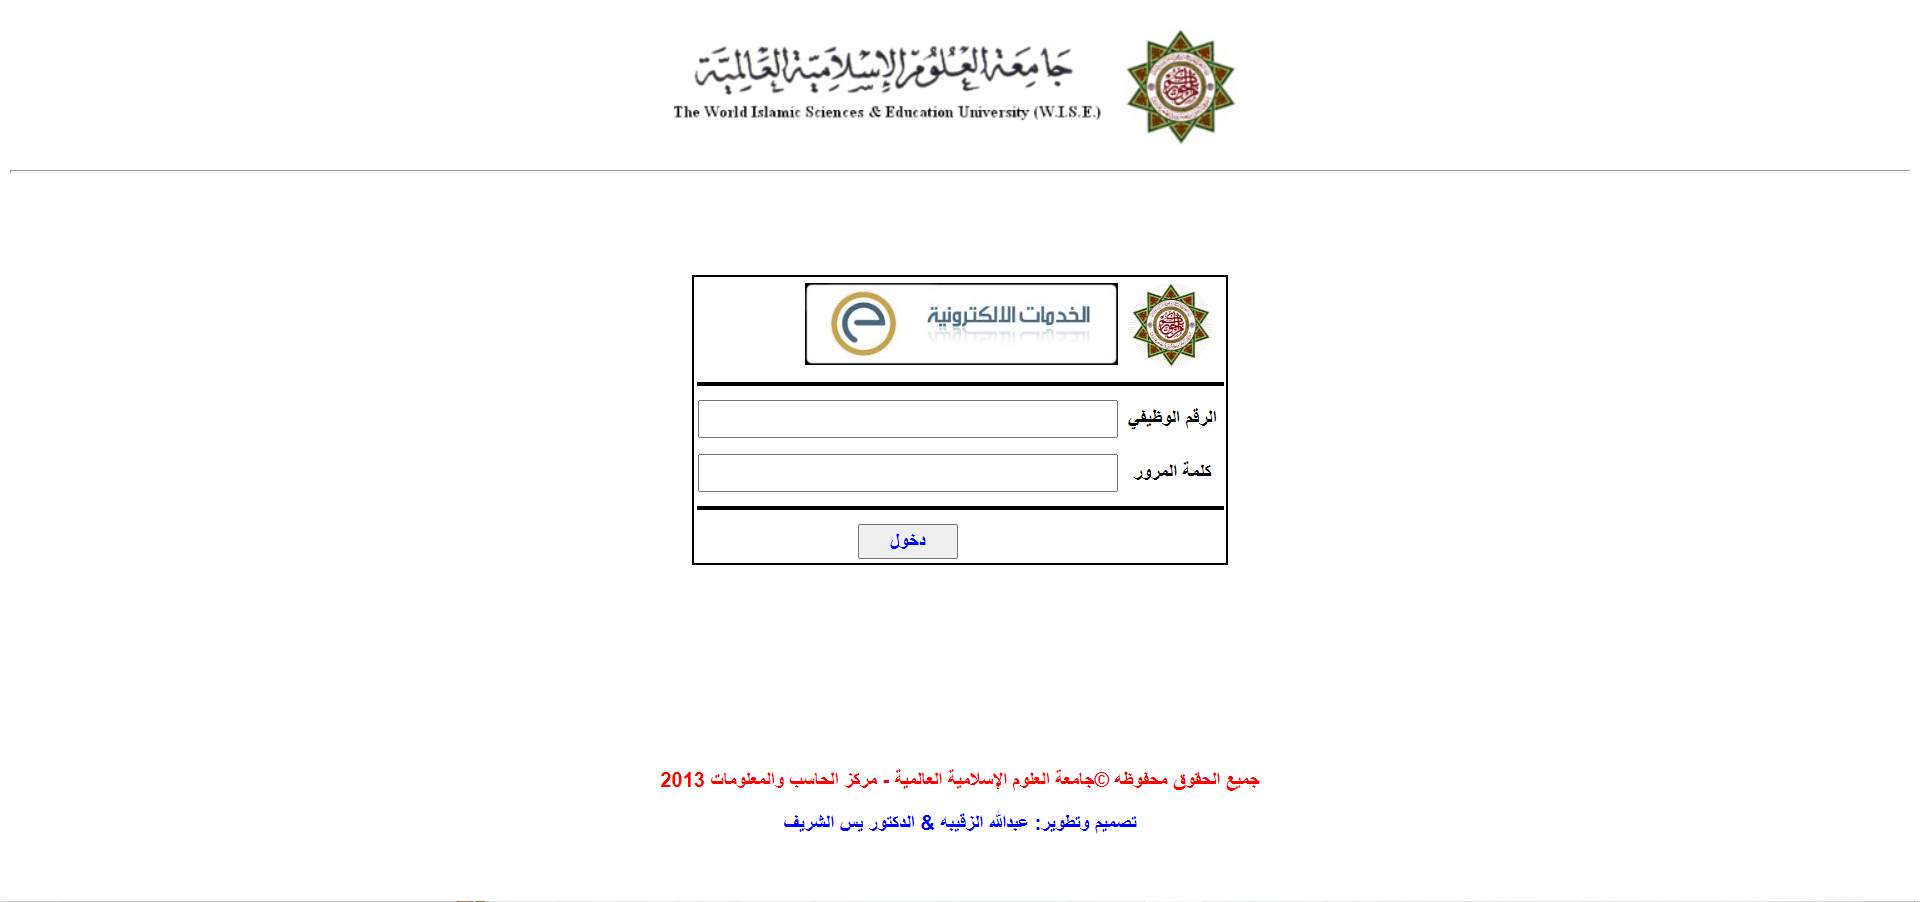 جامعة العلوم الإسلامية العالمية
The World Islamic Sciences & Education University (W.I.S.E.)
الخدمات الالكترونية
الرقم الوظيفي
كلمة المرور
دخول
جميع الحقوق محفوظه ©جامعة العلوم الإسلامية العالمية - مركز الحاسب والمعلومات 2013
تصميم وتطوير: عبدالله الزقيبه & الدكتور يس الشريف